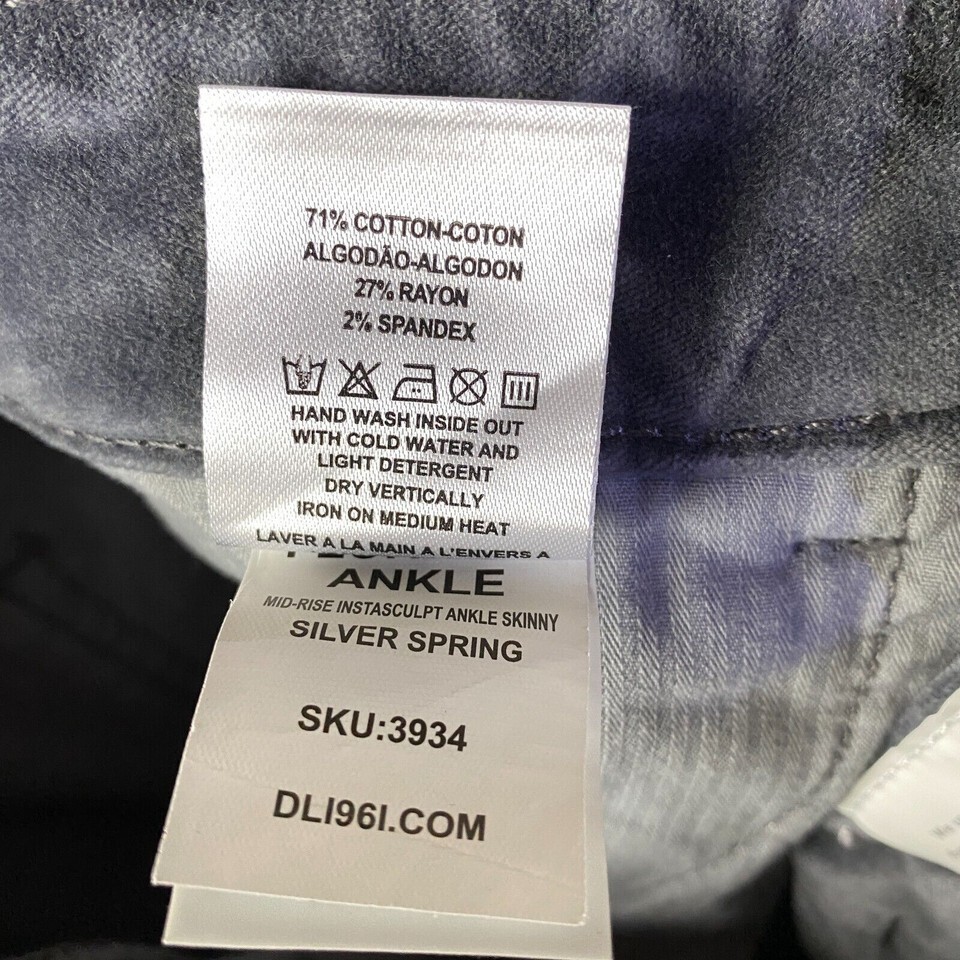 71% COTTON-COTON
ALGODÃO-ALGODON
27% RAYON
2% SPANDEX
HAND WASH INSIDE OUT
WITH COLD WATER AND
LIGHT DETERGENT
DRY VERTICALLY
IRON ON MEDIUM HEAT
LAVER A LA MAIN A L'ENVERS A
ANKLE
MID-RISE INSTASCULPT ANKLE SKINNY
SILVER SPRING
SKU:3934
DLI96I.COM